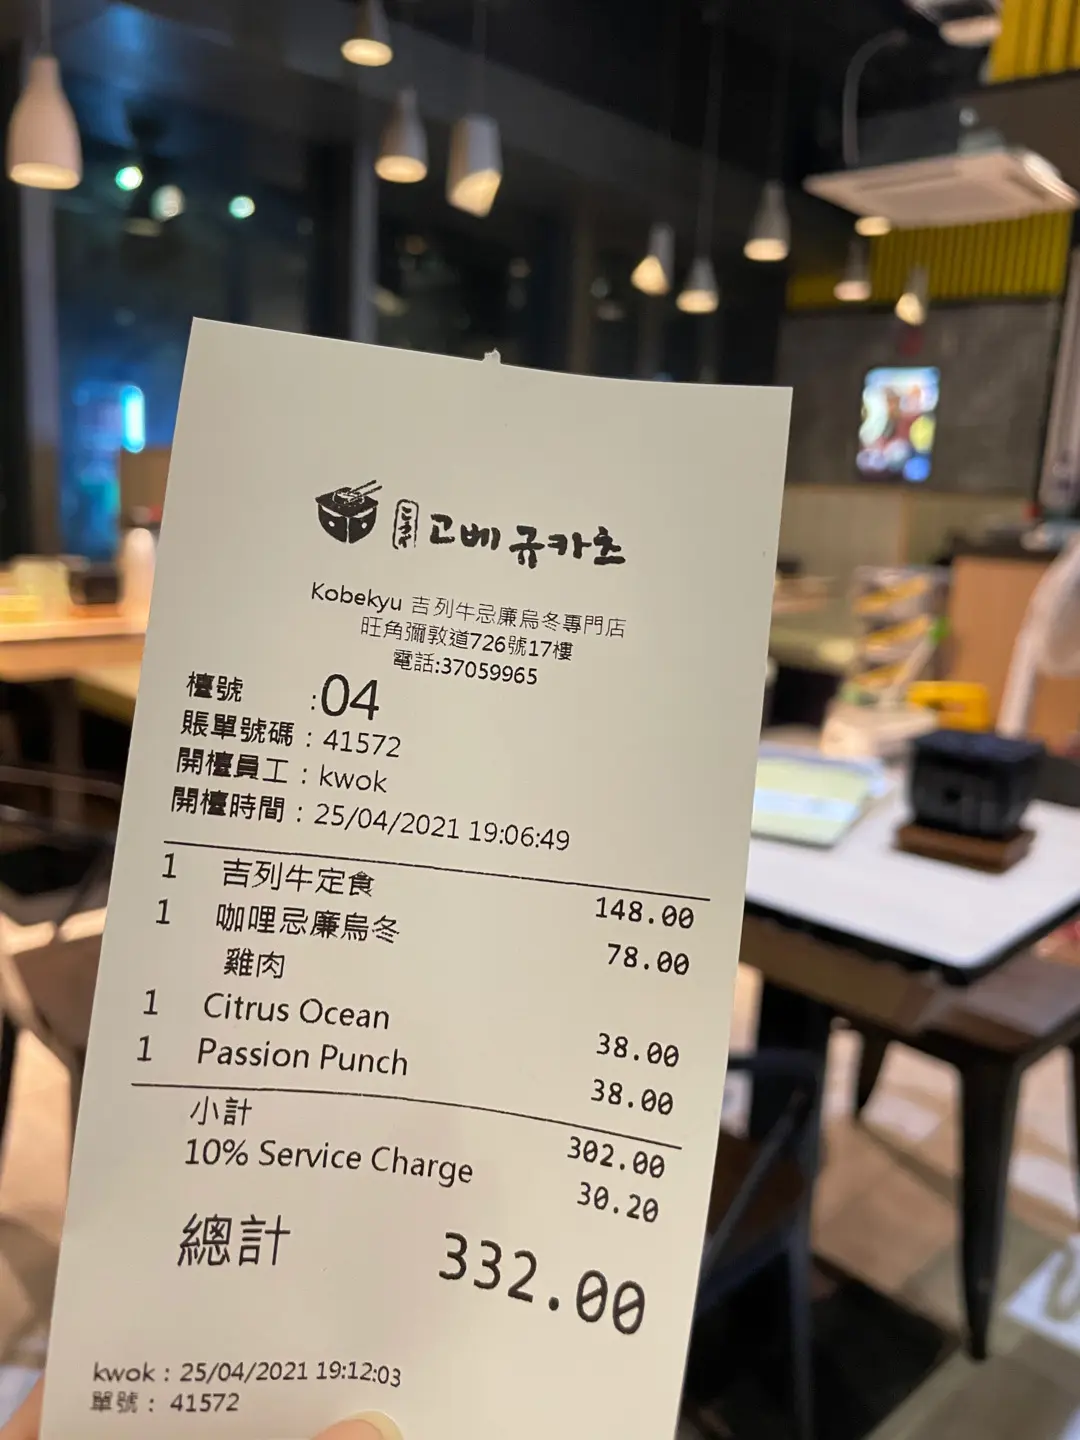 고베 규카츠
Kobekyu 吉列牛忌廉烏冬專門店
旺角彌敦道726號17樓
電話:37059965
檯號 :04
賬單號碼 : 41572
開檯員工 : kwok
開檯時間 : 25/04/2021 19:06:49
1 吉列牛定食 148.00
1 咖哩忌廉烏冬 78.00
雞肉
1 Citrus Ocean 38.00
1 Passion Punch 38.00
小計 302.00
10% Service Charge 30.20
總計 332.00
kwok : 25/04/2021 19:12:03
單號 : 41572